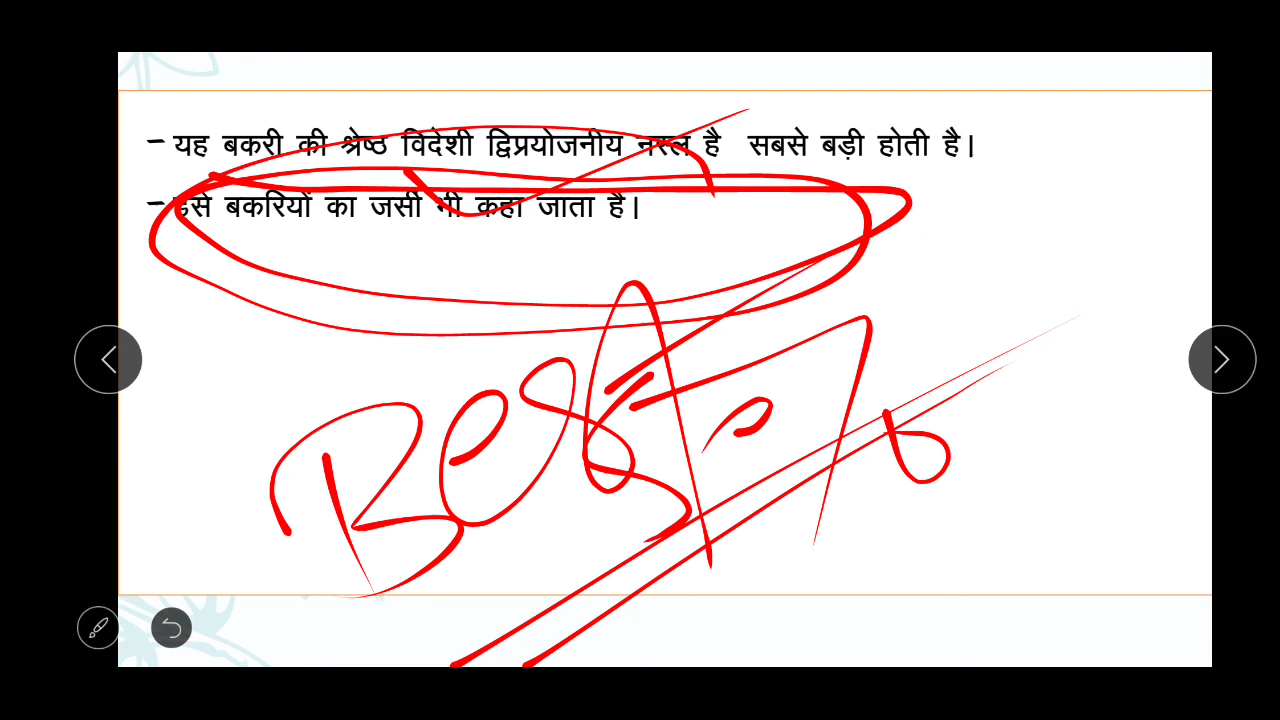 - यह बकरी की श्रेष्ठ विदेशी द्विप्रयोजनीय नस्ल है सबसे बड़ी होती है।
- इसे बकरियों का जर्सी भी कहा जाता है।